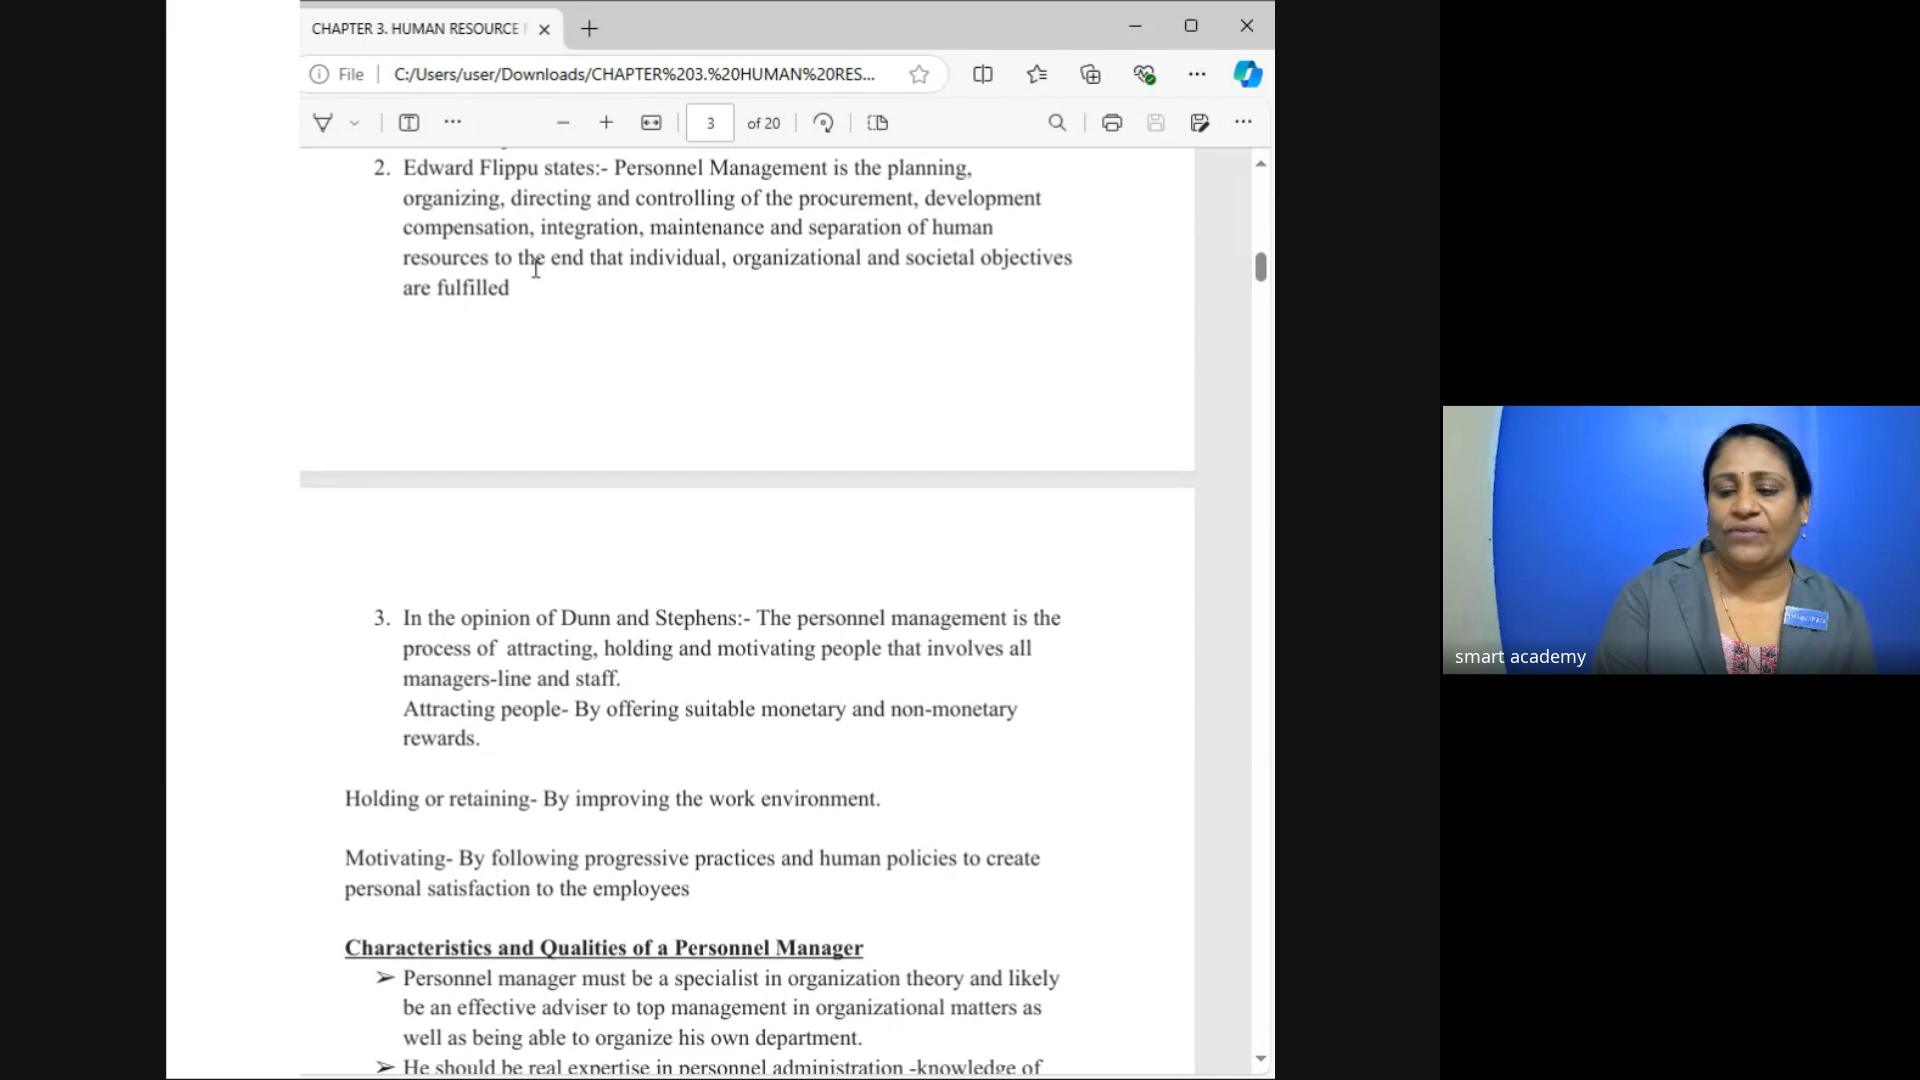 CHAPTER 3. HUMAN RESOURCE
File
C:/Users/user/Downloads/CHAPTER%203.%20HUMAN%20RES...
3 of 20
2. Edward Flippu states:- Personnel Management is the planning,
organizing, directing and controlling of the procurement, development
compensation, integration, maintenance and separation of human
resources to the end that individual, organizational and societal objectives
are fulfilled
3. In the opinion of Dunn and Stephens:- The personnel management is the
process of attracting, holding and motivating people that involves all
managers-line and staff.
Attracting people- By offering suitable monetary and non-monetary
rewards.
Holding or retaining- By improving the work environment.
Motivating- By following progressive practices and human policies to create
personal satisfaction to the employees
Characteristics and Qualities of a Personnel Manager
➢ Personnel manager must be a specialist in organization theory and likely
be an effective adviser to top management in organizational matters as
well as being able to organize his own department.
➢ He should be real expertise in personnel administration -knowledge of
smart academy